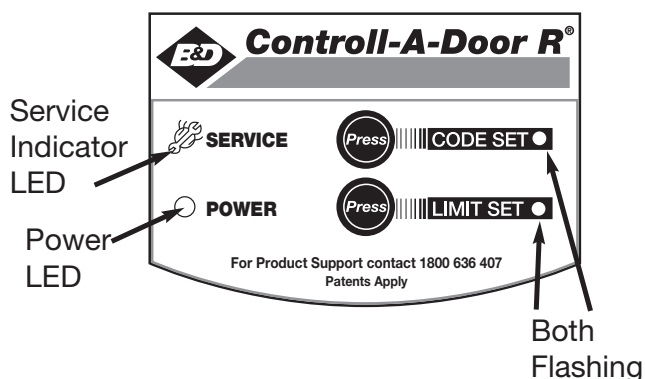 B&D Controll-A-Door R®
Service
Indicator
LED
SERVICE
Press
CODE SET
Power
LED
POWER
Press
LIMIT SET
For Product Support contact 1800 636 407
Patents Apply
Both
Flashing